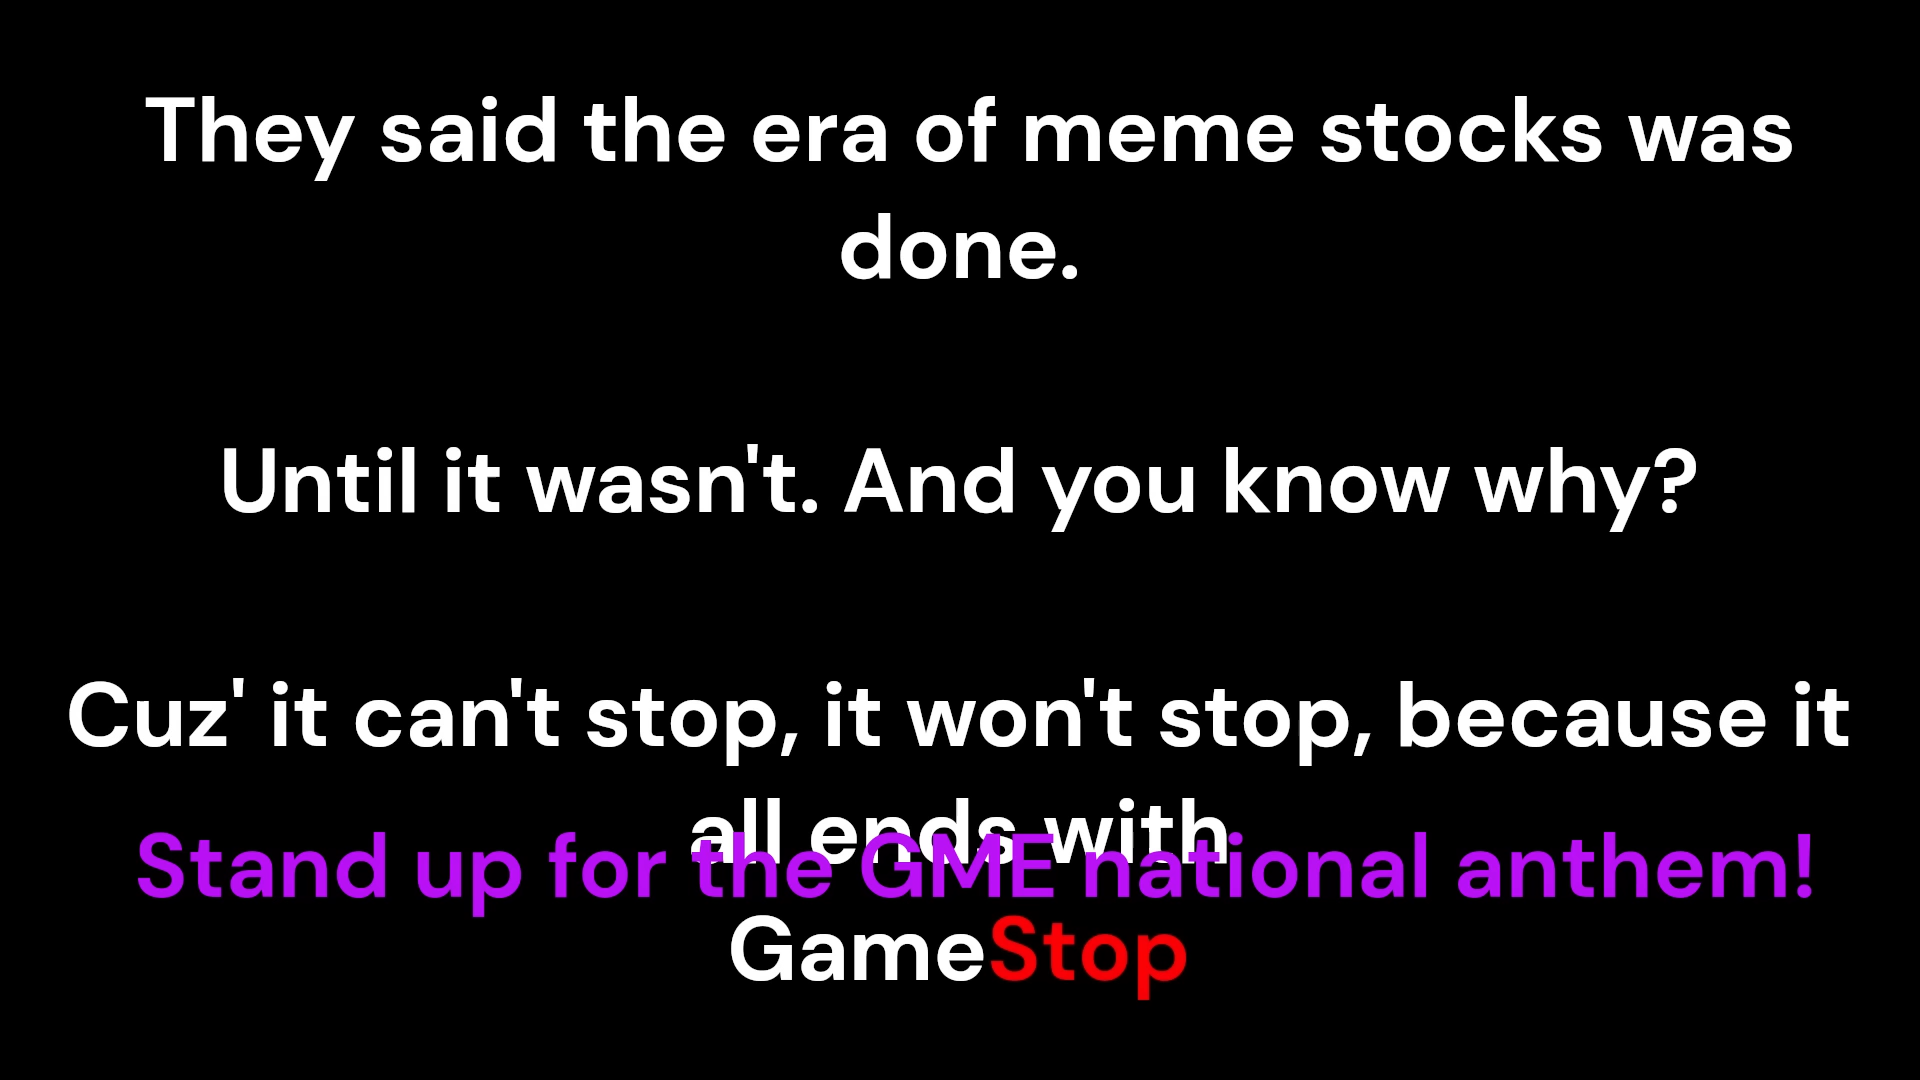 They said the era of meme stocks was
done.
Until it wasn't. And you know why?
Cuz' it can't stop, it won't stop, because it
all ends with
Stand up for the GME national anthem!
GameStop